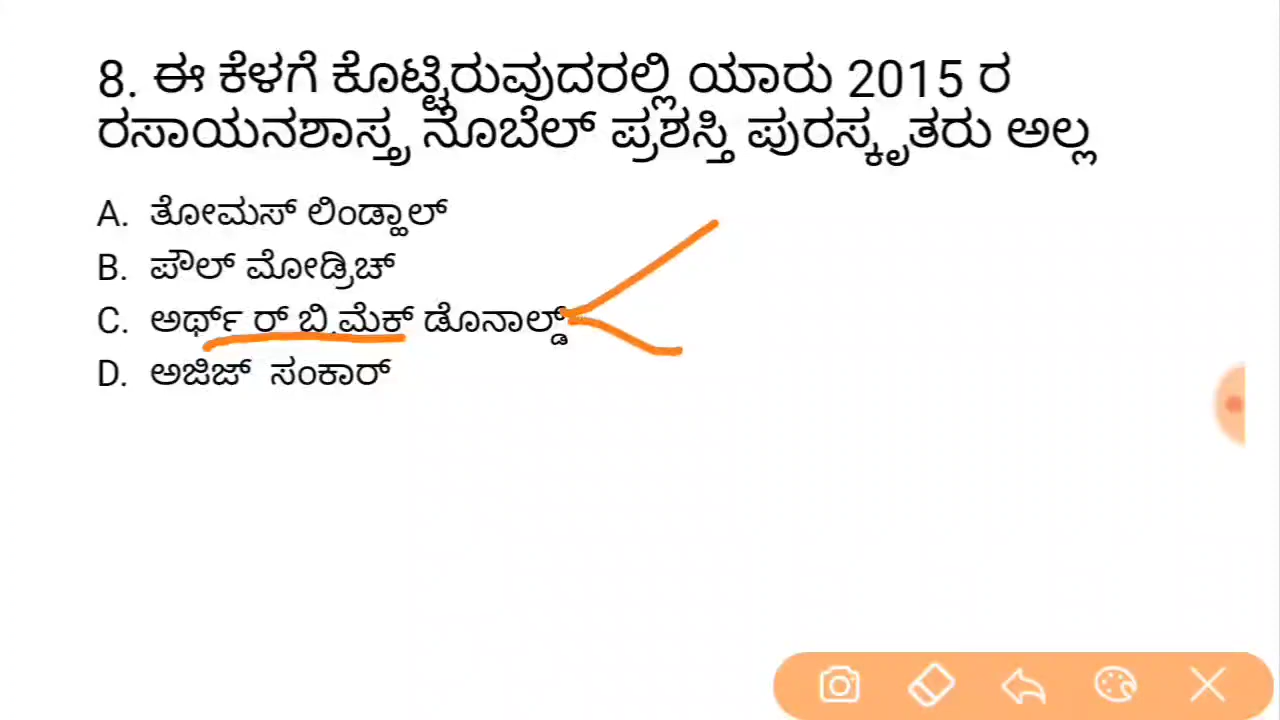 8. ಈ ಕೆಳಗೆ ಕೊಟ್ಟಿರುವುದರಲ್ಲಿ ಯಾರು 2015 ರ
ರಸಾಯನಶಾಸ್ತ್ರ ನೊಬೆಲ್ ಪ್ರಶಸ್ತಿ ಪುರಸ್ಕೃತರು ಅಲ್ಲ
A. ತೋಮಸ್ ಲಿಂಡ್ಹಾಲ್
B. ಪೌಲ್ ಮೋಡ್ರಿಚ್
C. ಅರ್ಥ್ ರ್ ಬಿ.ಮೆಕ್ ಡೊನಾಲ್ಡ್
D. ಅಜಿಜ್ ಸಂಕಾರ್